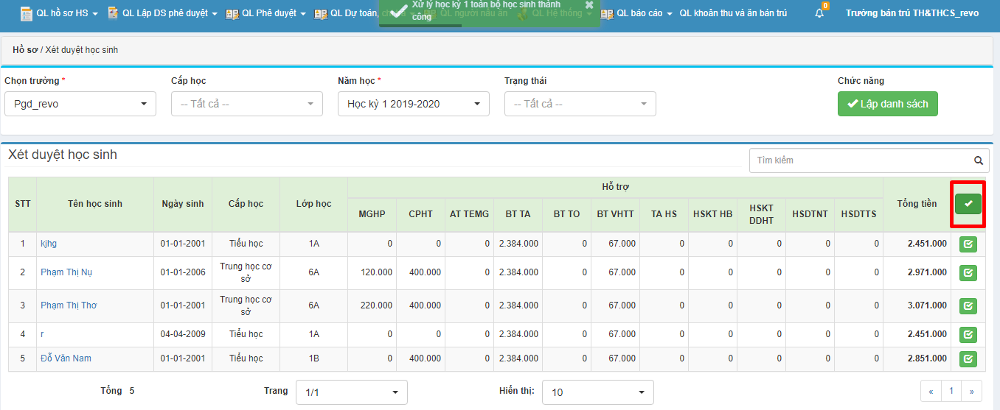 QL hồ sơ HS QL Lập DS phê duyệt QL Phê duyệt QL Dự toán, QL người nấu ăn QL Hệ thống QL báo cáo QL khoản thu và ăn bán trú 0 Trường bán trú TH&THCS_revo
Xử lý học kỳ 1 toàn bộ học sinh thành
công
Hồ sơ / Xét duyệt học sinh
Chọn trường * Cấp học Năm học * Trạng thái Chức năng
Pgd_revo -- Tất cả -- Học kỳ 1 2019-2020 -- Tất cả -- Lập danh sách
Xét duyệt học sinh
Tìm kiếm
STT Tên học sinh Ngày sinh Cấp học Lớp học Hỗ trợ Tổng tiền
MGHP CPHT AT TEMG BT TA BT TO BT VHTT TA HS HSKT HB HSKT DDHT HSDTNT HSDTTS
1 kjhg 01-01-2001 Tiểu học 1A 0 0 0 2.384.000 0 67.000 0 0 0 0 0 2.451.000
2 Phạm Thị Nụ 01-01-2006 Trung học cơ sở 6A 120.000 400.000 0 2.384.000 0 67.000 0 0 0 0 0 2.971.000
3 Phạm Thị Thơ 01-01-2001 Trung học cơ sở 6A 220.000 400.000 0 2.384.000 0 67.000 0 0 0 0 0 3.071.000
4 r 04-04-2009 Tiểu học 1A 0 0 0 2.384.000 0 67.000 0 0 0 0 0 2.451.000
5 Đỗ Văn Nam 01-01-2001 Tiểu học 1B 0 400.000 0 2.384.000 0 67.000 0 0 0 0 0 2.851.000
Tổng 5 Trang 1/1 Hiển thị: 10 « 1 »